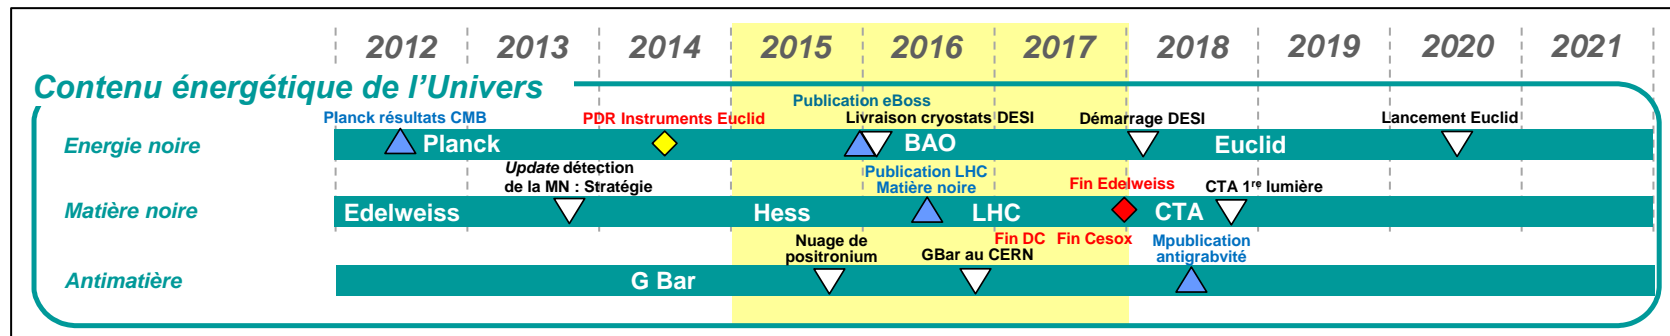 2012 2013 2014 2015 2016 2017 2018 2019 2020 2021
Contenu énergétique de l'Univers
Publication eBoss
Planck résultats CMB PDR Instruments Euclid Livraison cryostats DESI Démarrage DESI Lancement Euclid
Energie noire Planck BAO Euclid
Update détection
de la MN : Stratégie
Publication LHC
Matière noire
Fin Edelweiss CTA 1re lumière
Matière noire Edelweiss Hess LHC CTA
Nuage de
positronium
GBar au CERN
Fin DC Fin Cesox
Mpublication
antigrabvité
Antimatière G Bar